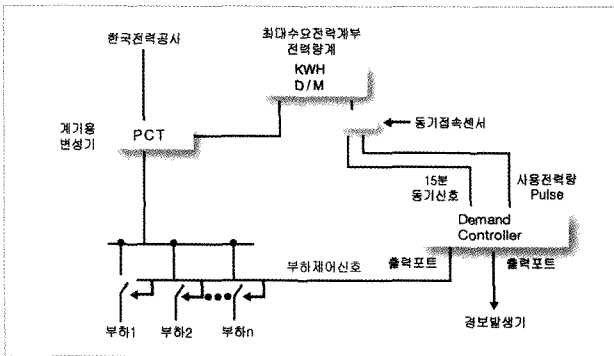 한국전력공사
최대수요전력계부
전력량계
KWH
D/M
계기용
변성기
PCT
동기접속센서
15분
동기신호
사용전력량
Pulse
Demand
Controller
부하제어신호
출력포트
출력포트
부하1
부하2
부하n
경보발생기